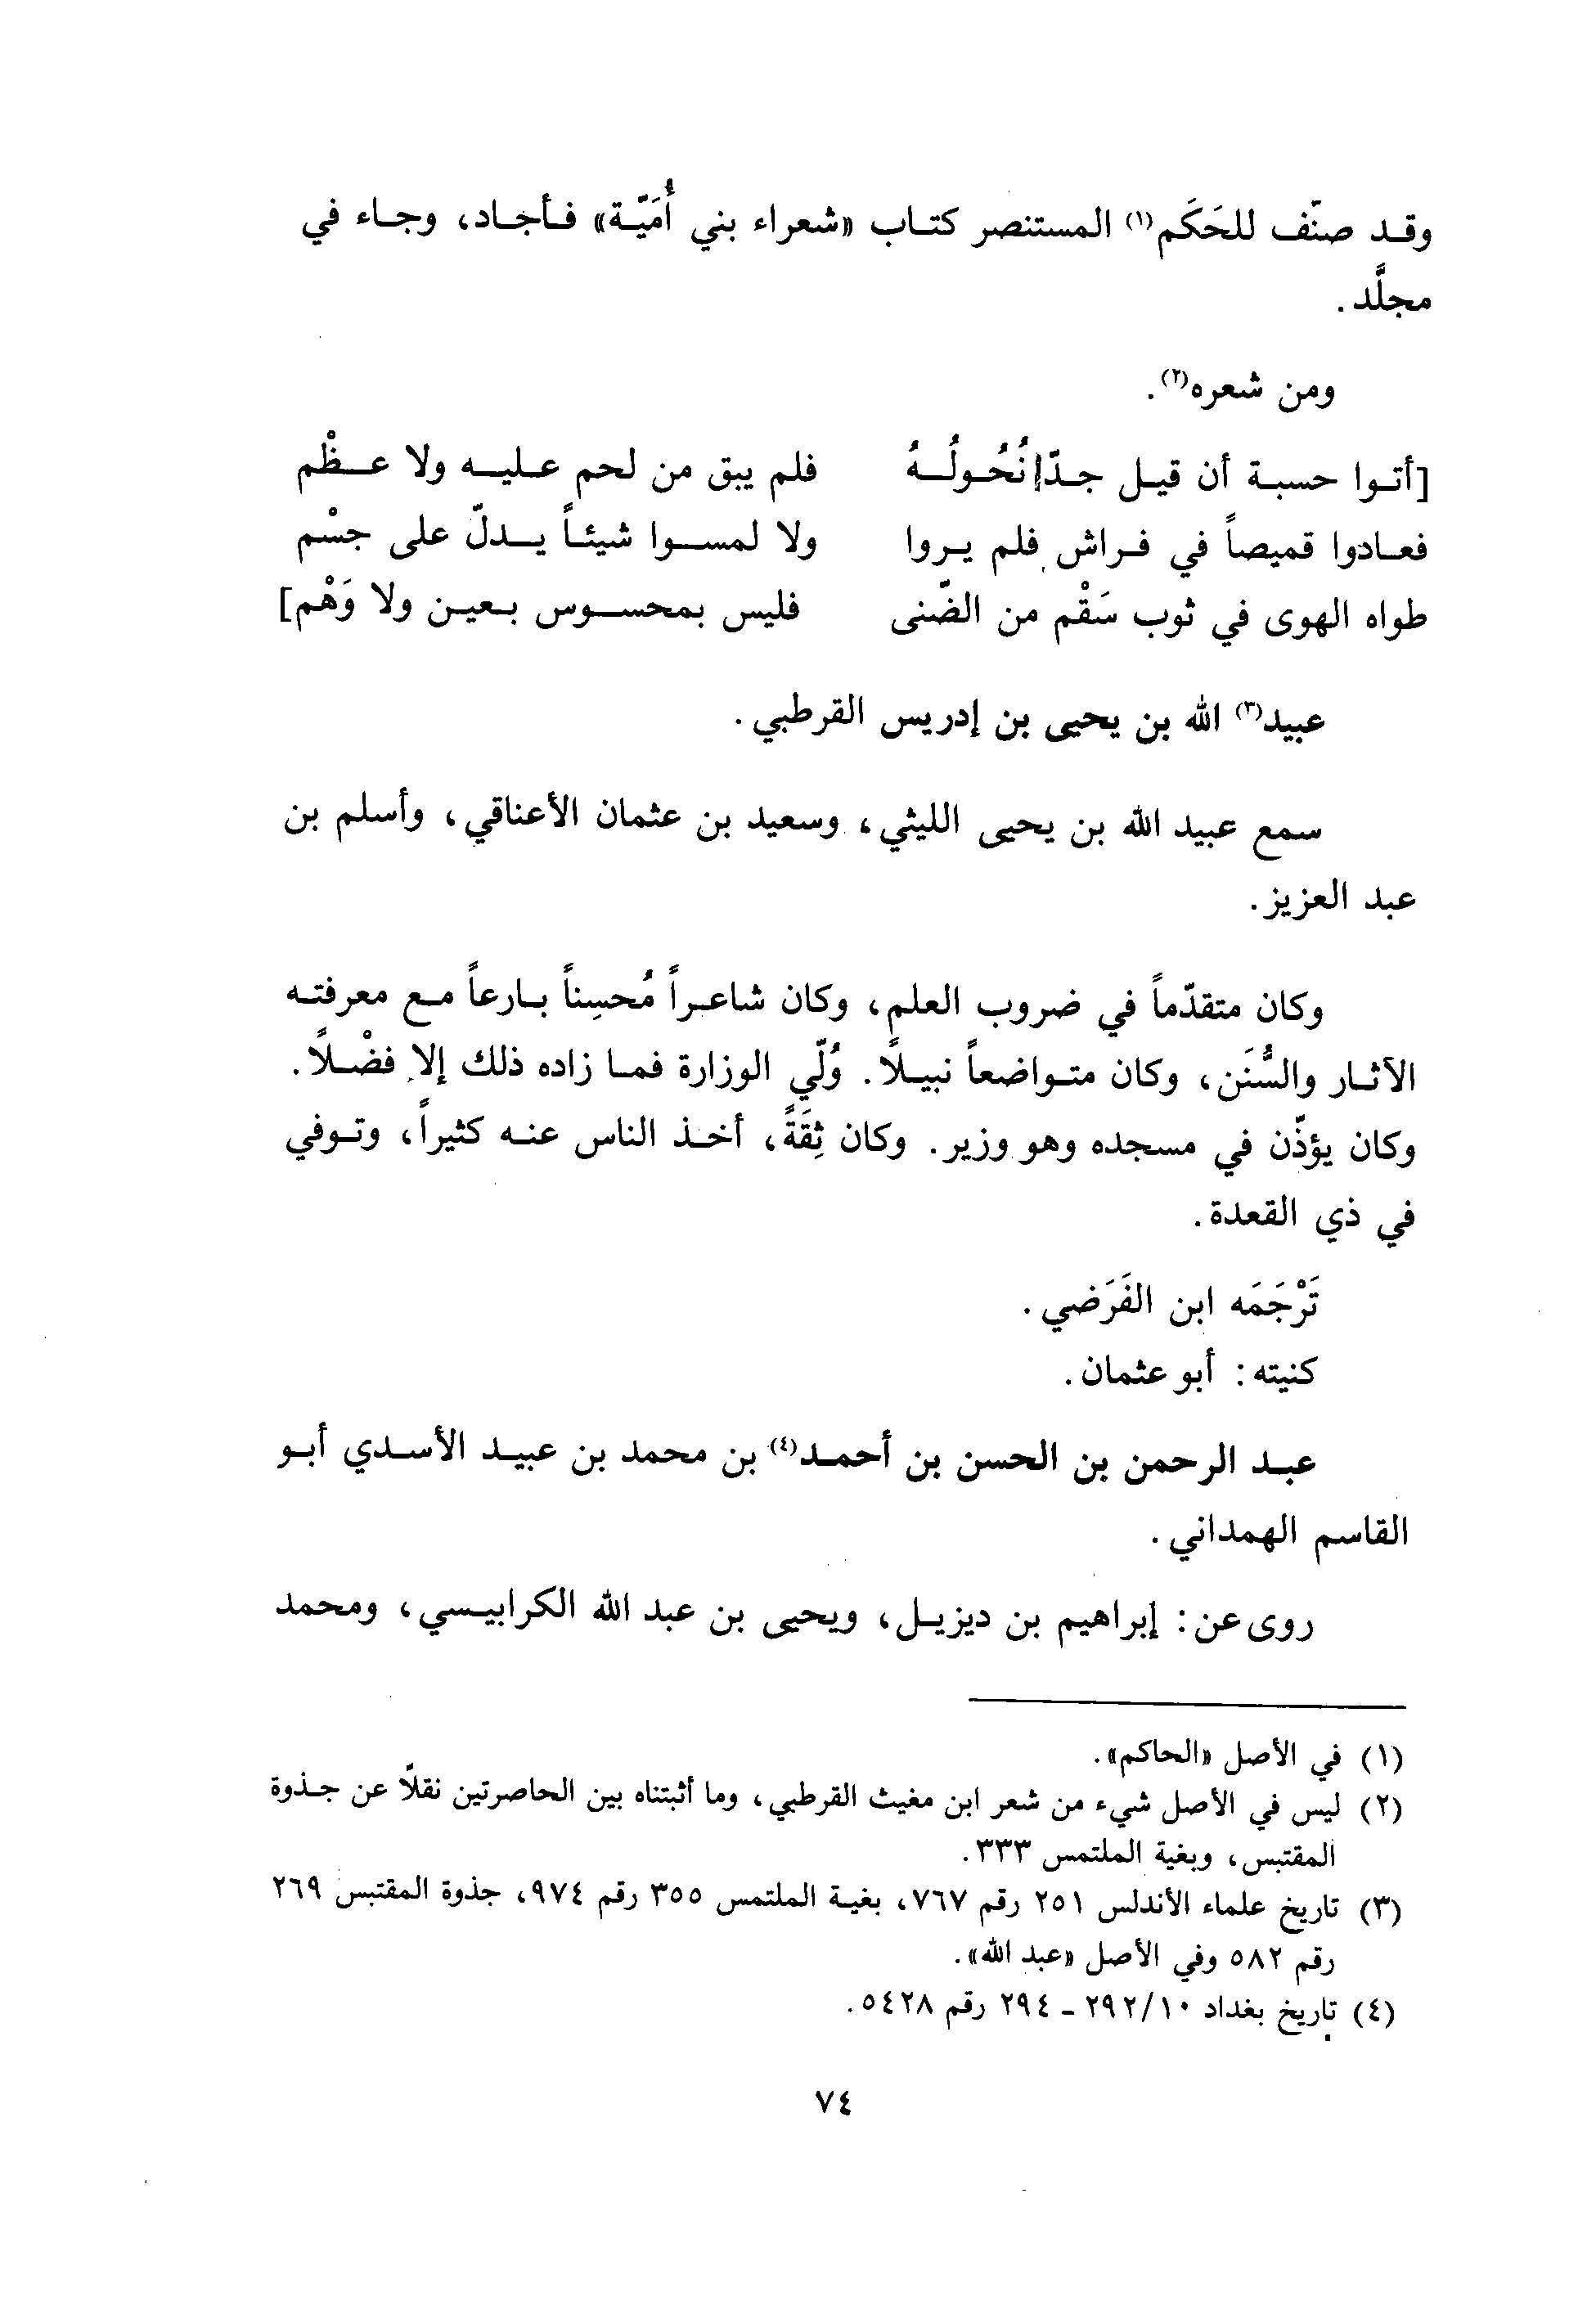 وقد صنّف للحَكَم(١) المستنصر كتاب «شعراء بني أُمَيّة» فأجاد، وجاء في
مجلَّد.
ومن شعره(٢).
[أتوا حسبة أن قيل جدّ نُحُولُهُ فلم يبق من لحم عليه ولا عظْم
فعادوا قميصاً في فراش فلم يروا ولا لمسوا شيئاً يدلّ على جسْم
طواه الهوى في ثوب سَقْم من الضّنى فليس بمحسوس بعين ولا وَهْم]
عبيد(٣) الله بن يحيى بن إدريس القرطبي.
سمع عبيد الله بن يحيى الليثي، وسعيد بن عثمان الأعناقي، وأسلم بن
عبد العزيز.
وكان متقدّماً في ضروب العلم، وكان شاعراً مُحسِناً بارعاً مع معرفته
الآثار والسُّنَن، وكان متواضعاً نبيلاً. وُلّي الوزارة فما زاده ذلك إلا فضْلاً.
وكان يؤذّن في مسجده وهو وزير. وكان ثِقَةً، أخذ الناس عنه كثيراً، وتوفي
في ذي القعدة.
تَرْجَمَه ابن الفَرَضي.
كنيته: أبو عثمان.
عبد الرحمن بن الحسن بن أحمد(٤) بن محمد بن عبيد الأسدي أبو
القاسم الهمداني.
روى عن: إبراهيم بن ديزيل، ويحيى بن عبد الله الكرابيسي، ومحمد
(١) في الأصل «الحاكم».
(٢) ليس في الأصل شيء من شعر ابن مغيث القرطبي، وما أثبتناه بين الحاصرتين نقلاً عن جذوة
المقتبس، وبغية الملتمس ٣٣٣.
(٣) تاريخ علماء الأندلس ٢٥١ رقم ٧٦٧، بغية الملتمس ٣٥٥ رقم ٩٧٤، جذوة المقتبس ٢٦٩
رقم ٥٨٢ وفي الأصل «عبد الله».
(٤) تاريخ بغداد ٢٩٢/١٠ - ٢٩٤ رقم ٥٤٢٨.
٧٤